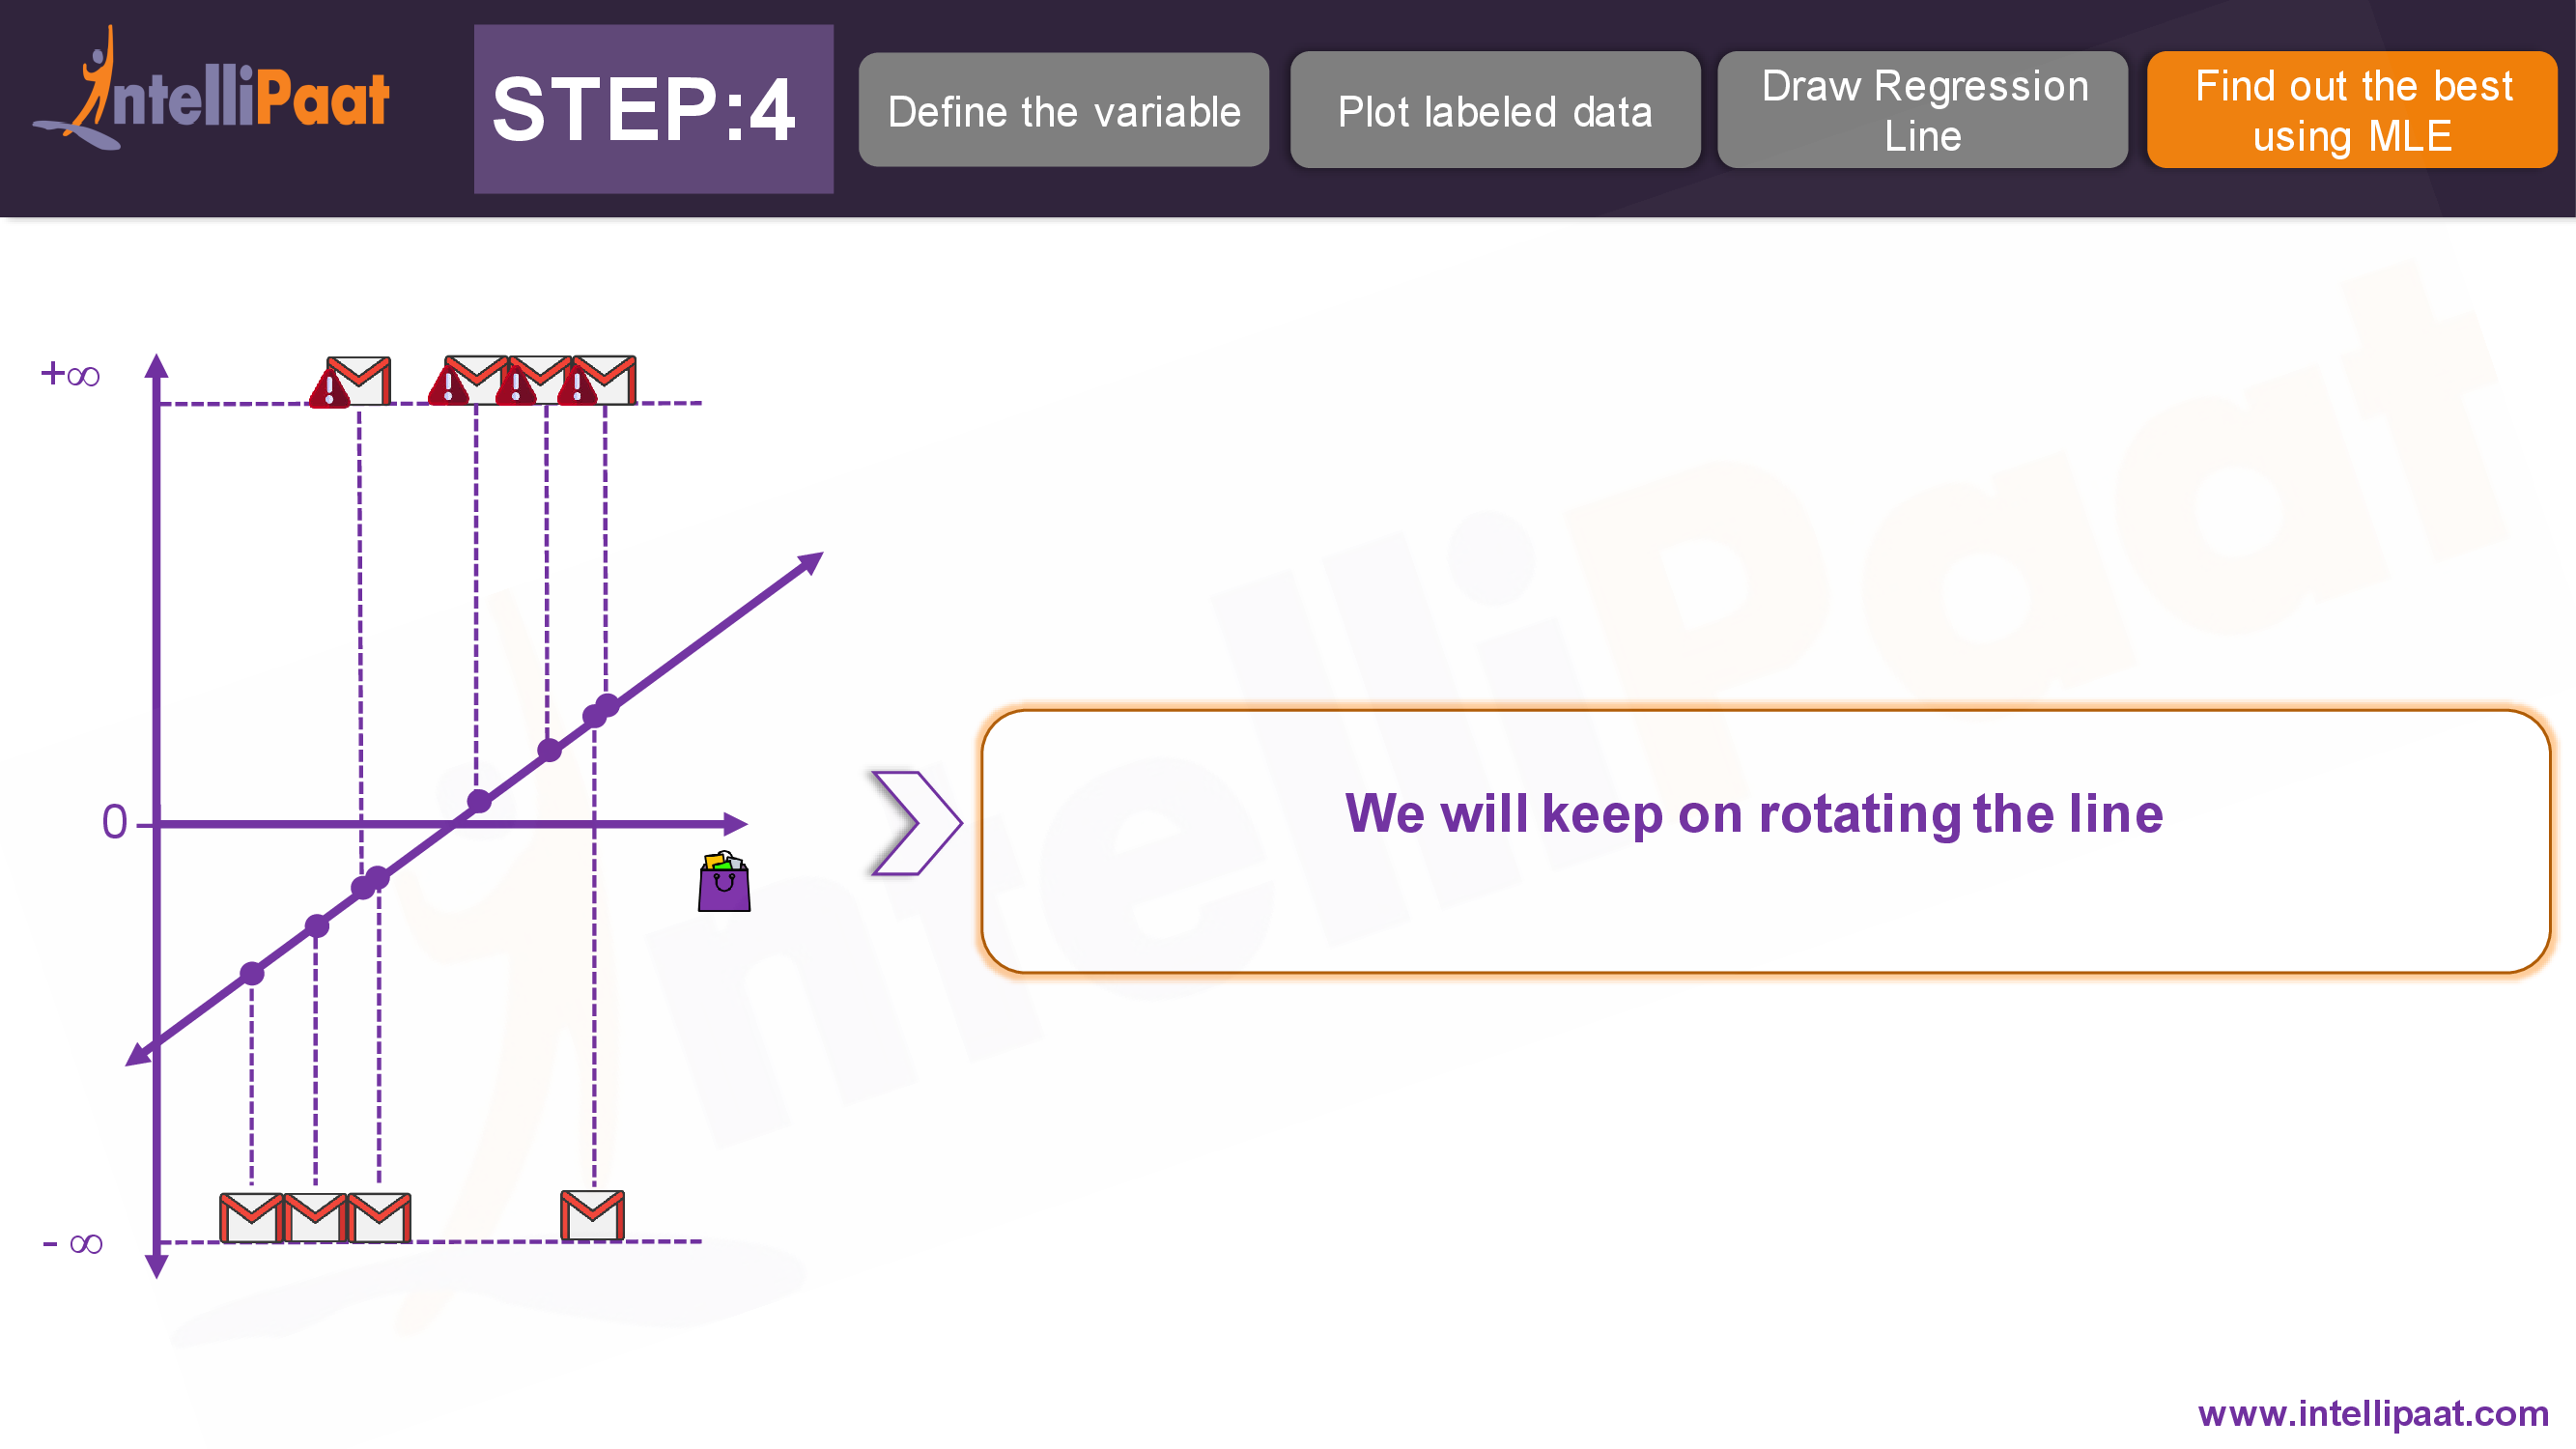 IntelliPaat
STEP:4
Define the variable
Plot labeled data
Draw Regression
Line
Find out the best
using MLE
+∞
0
We will keep on rotating the line
- ∞
www.intellipaat.com